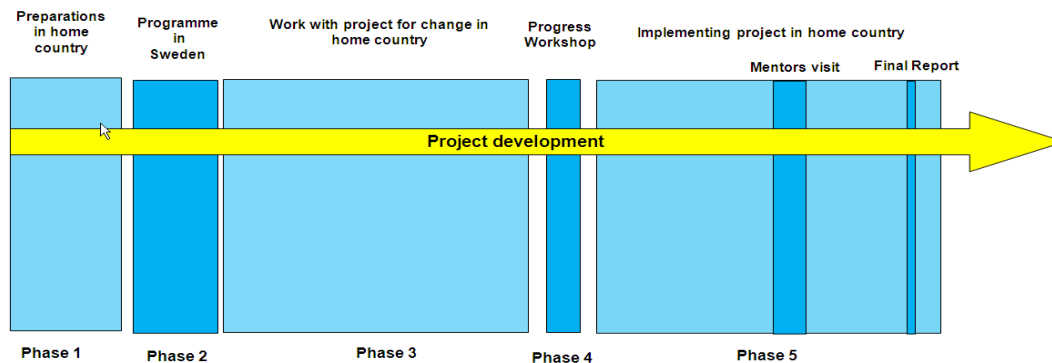 Preparations
in home
country
Programme
in
Sweden
Work with project for change in
home country
Progress
Workshop
Implementing project in home country
Mentors visit
Final Report
Project development
Phase 1
Phase 2
Phase 3
Phase 4
Phase 5